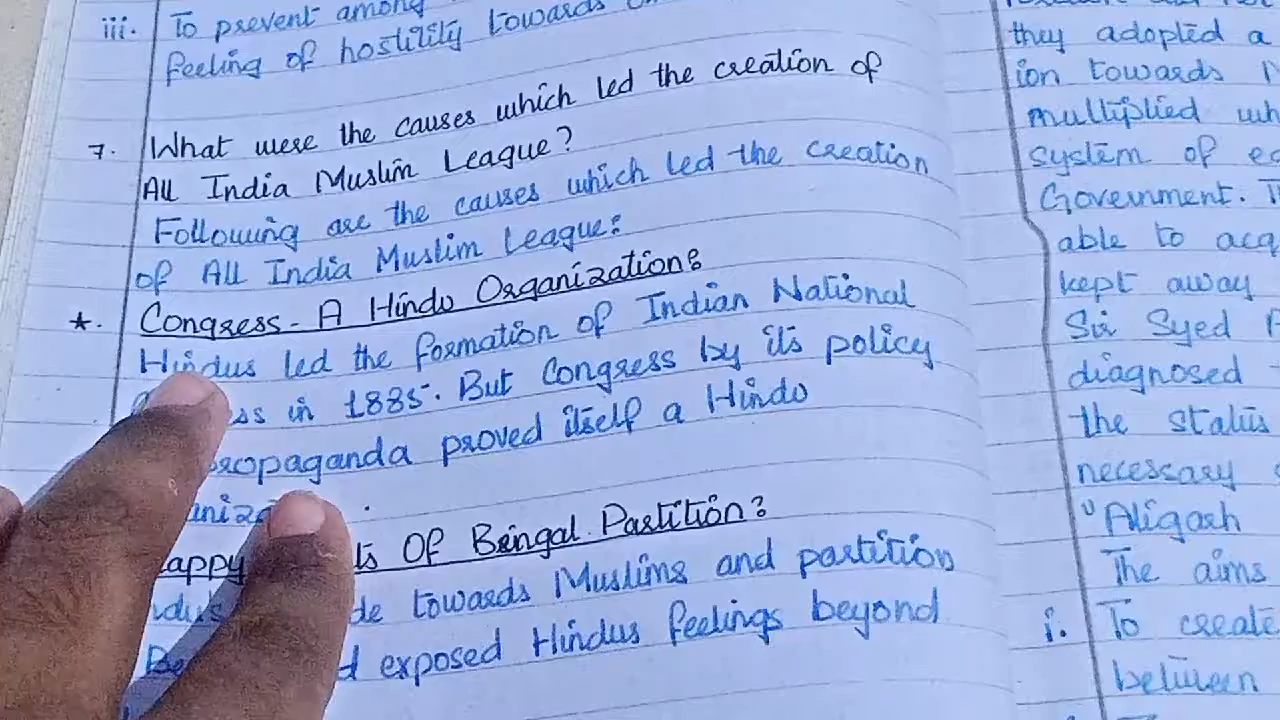 iii. To prevent among
feeling of hostility towards
7. What were the causes which led the creation of
All India Muslim League?
Following are the causes which led the creation
of All India Muslim League:
*. Congress - A Hindu Organization:
Hindus led the formation of Indian National
ss in 1885. But Congress by its policy
propaganda proved itself a Hindu
appy Of Bengal Partition:
towards Muslims and partition
exposed Hindus feelings beyond
they adopted a
ion towards
multiplied
system of
Government.
able to
kept away
Sir Syed
diagnosed
the status
necessary
"Aligarh
The aims
i. To create
between